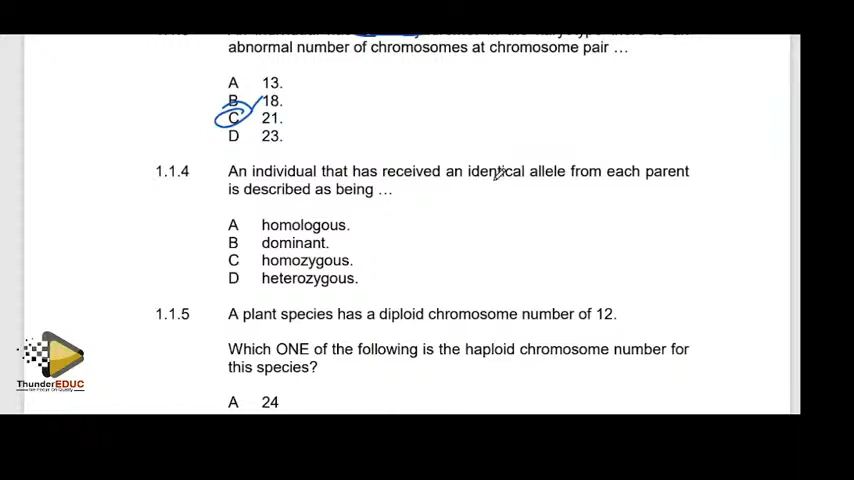 abnormal number of chromosomes at chromosome pair …
A 13.
B 18.
C 21.
D 23.
1.1.4 An individual that has received an identical allele from each parent
is described as being …
A homologous.
B dominant.
C homozygous.
D heterozygous.
1.1.5 A plant species has a diploid chromosome number of 12.
Which ONE of the following is the haploid chromosome number for
this species?
A 24
ThunderEDUC